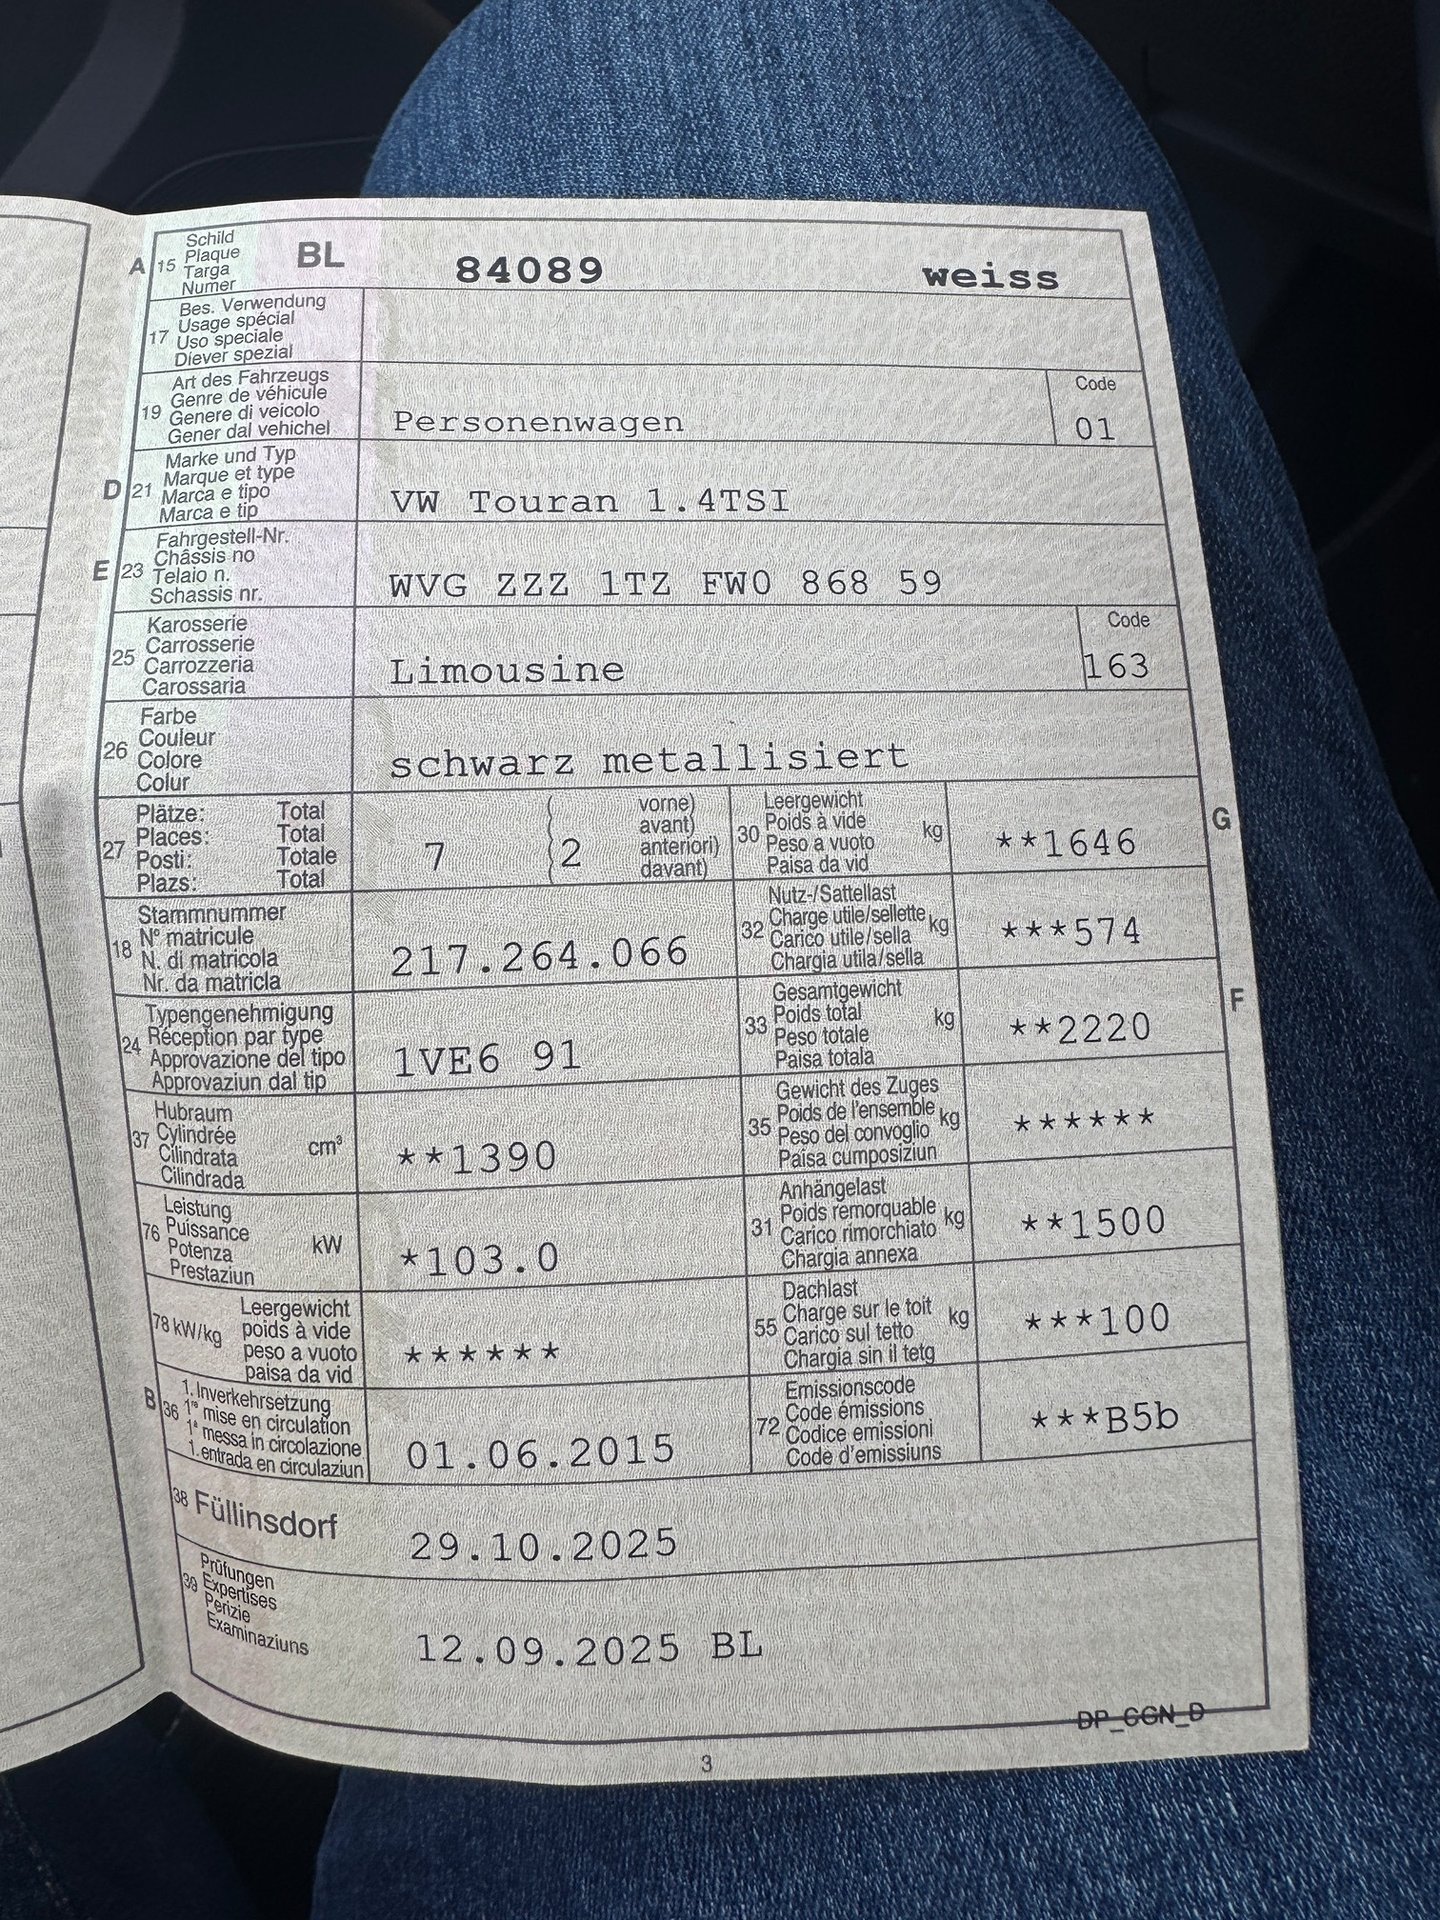 A 15 Schild
Plaque
Targa
Numer
BL 84089 weiss
17 Bes. Verwendung
Usage spécial
Uso speciale
Diever spezial
19 Art des Fahrzeugs
Genre de véhicule
Genere di veicolo
Gener dal vehichel
Personenwagen
Code
01
D 21 Marke und Typ
Marque et type
Marca e tipo
Marca e tip
VW Touran 1.4TSI
E 23 Fahrgestell-Nr.
Châssis no
Telaio n.
Schassis nr.
WVG ZZZ 1TZ FW0 868 59
25 Karosserie
Carrosserie
Carrozzeria
Carossaria
Limousine
Code
163
26 Farbe
Couleur
Colore
Colur
schwarz metallisiert
27 Plätze: Total
Places: Total
Posti: Totale
Plazs: Total
7 ( 2 vorne)
avant)
anteriori)
davant)
30 Leergewicht
Poids à vide
Peso a vuoto
Paisa da vid
kg
**1646
G
18 Stammnummer
N° matricule
N. di matricola
Nr. da matricla
217.264.066
32 Nutz-/Sattellast
Charge utile/sellette
Carico utile/sella
Chargia utila/sella
kg
***574
24 Typengenehmigung
Réception par type
Approvazione del tipo
Approvaziun dal tip
1VE6 91
33 Gesamtgewicht
Poids total
Peso totale
Paisa totala
kg
**2220
F
37 Hubraum
Cylindrée
Cilindrata
Cilindrada
cm³
**1390
35 Gewicht des Zuges
Poids de l'ensemble
Peso del convoglio
Paisa cumposiziun
kg
******
76 Leistung
Puissance
Potenza
Prestaziun
kW
*103.0
31 Anhängelast
Poids remorquable
Carico rimorchiato
Chargia annexa
kg
**1500
78 kW/kg Leergewicht
poids à vide
peso a vuoto
paisa da vid
******
55 Dachlast
Charge sur le toit
Carico sul tetto
Chargia sin il tetg
kg
***100
B 36 1. Inverkehrsetzung
1re mise en circulation
1a messa in circolazione
1. entrada en circulaziun
01.06.2015
72 Emissionscode
Code émissions
Codice emissioni
Code d'emissiuns
***B5b
38 Füllinsdorf 29.10.2025
39 Prüfungen
Expertises
Perizie
Examinaziuns
12.09.2025 BL
DP_GGN_D
3